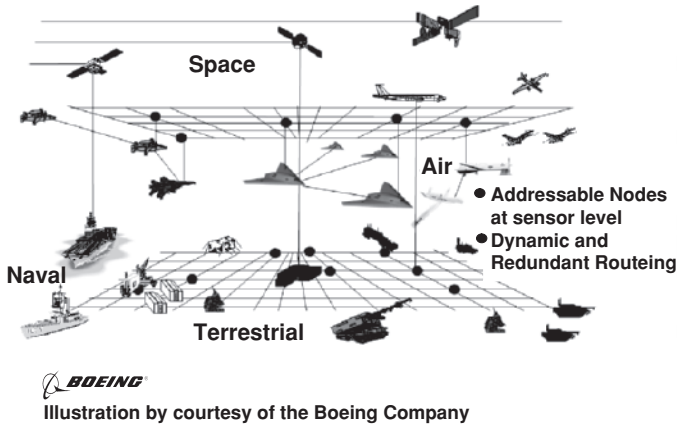 Space
Air
● Addressable Nodes
at sensor level
● Dynamic and
Redundant Routeing
Naval
Terrestrial
BOEING
Illustration by courtesy of the Boeing Company